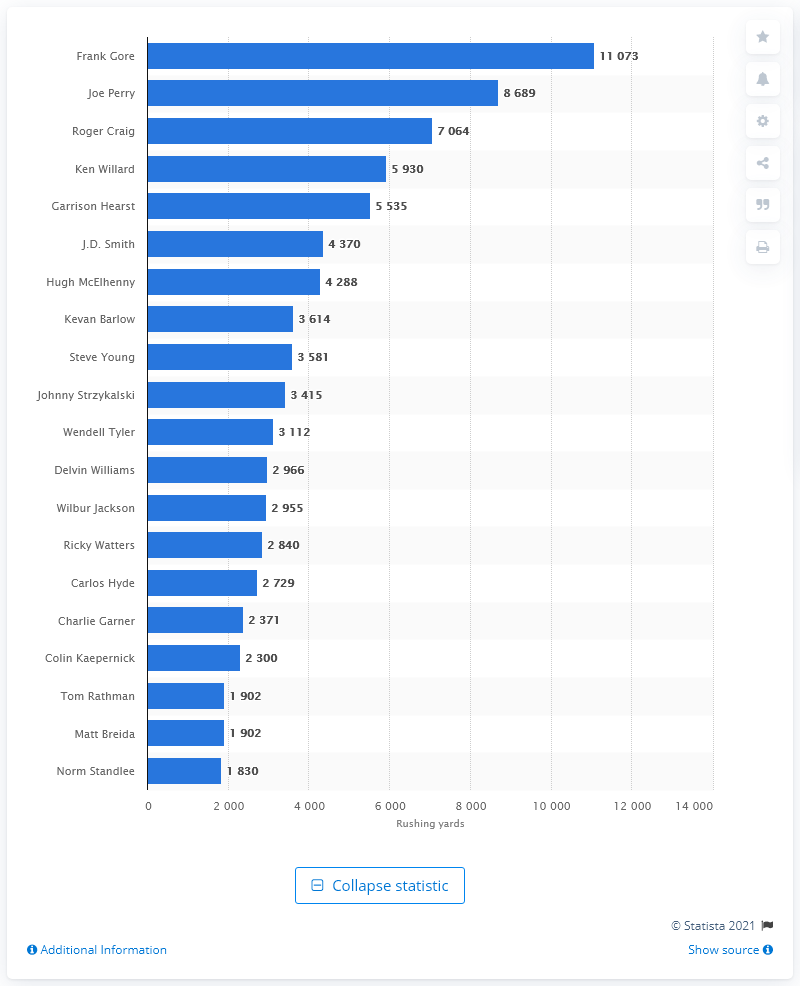 Frank Gore 11 073
Joe Perry 8 689
Roger Craig 7 064
Ken Willard 5 930
Garrison Hearst 5 535
J.D. Smith 4 370
Hugh McElhenny 4 288
Kevan Barlow 3 614
Steve Young 3 581
Johnny Strzykalski 3 415
Wendell Tyler 3 112
Delvin Williams 2 966
Wilbur Jackson 2 955
Ricky Watters 2 840
Carlos Hyde 2 729
Charlie Garner 2 371
Colin Kaepernick 2 300
Tom Rathman 1 902
Matt Breida 1 902
Norm Standlee 1 830
0 2 000 4 000 6 000 8 000 10 000 12 000 14 000
Rushing yards
Collapse statistic
© Statista 2021
Additional Information Show source